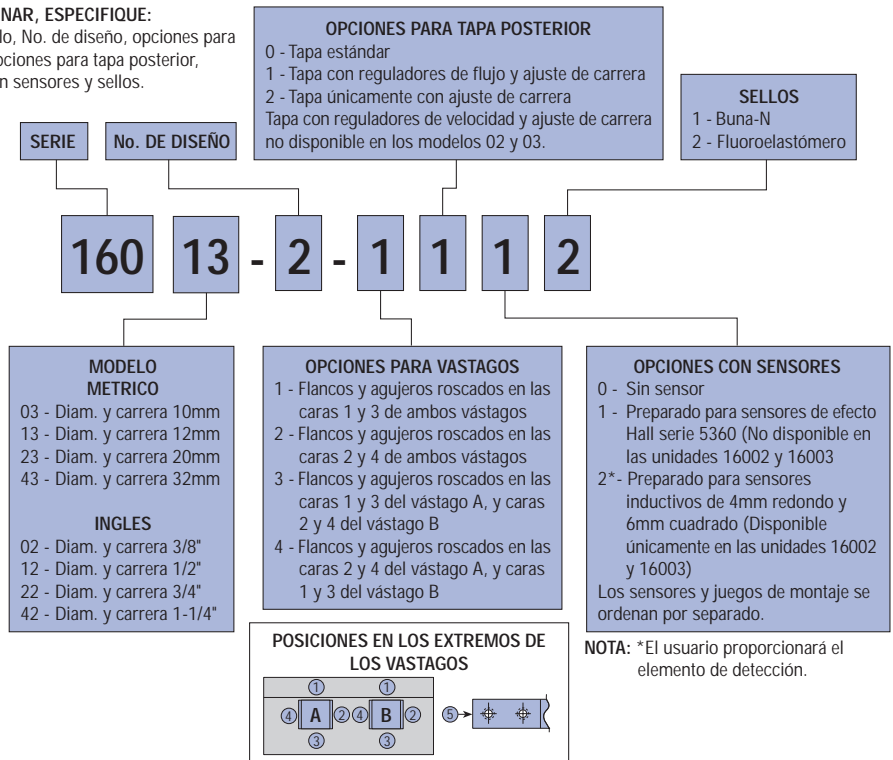 NAR, ESPECIFIQUE:
No. de diseño, opciones para
opciones para tapa posterior,
sensores y sellos.
OPCIONES PARA TAPA POSTERIOR
0 - Tapa estándar
1 - Tapa con reguladores de flujo y ajuste de carrera
2 - Tapa únicamente con ajuste de carrera
Tapa con reguladores de velocidad y ajuste de carrera
no disponible en los modelos 02 y 03.
SELLOS
1 - Buna-N
2 - Fluoroelastómero
SERIE
No. DE DISEÑO
160 13 - 2 - 1 1 1 2
MODELO
METRICO
03 - Diam. y carrera 10mm
13 - Diam. y carrera 12mm
23 - Diam. y carrera 20mm
43 - Diam. y carrera 32mm
INGLES
02 - Diam. y carrera 3/8"
12 - Diam. y carrera 1/2"
22 - Diam. y carrera 3/4"
42 - Diam. y carrera 1-1/4"
OPCIONES PARA VASTAGOS
1 - Flancos y agujeros roscados en las
caras 1 y 3 de ambos vástagos
2 - Flancos y agujeros roscados en las
caras 2 y 4 de ambos vástagos
3 - Flancos y agujeros roscados en las
caras 1 y 3 del vástago A, y caras
2 y 4 del vástago B
4 - Flancos y agujeros roscados en las
caras 2 y 4 del vástago A, y caras
1 y 3 del vástago B
OPCIONES CON SENSORES
0 - Sin sensor
1 - Preparado para sensores de efecto
Hall serie 5360 (No disponible en
las unidades 16002 y 16003
2*- Preparado para sensores
inductivos de 4mm redondo y
6mm cuadrado (Disponible
únicamente en las unidades 16002
y 16003)
Los sensores y juegos de montaje se
ordenan por separado.
NOTA: *El usuario proporcionará el
elemento de detección.
POSICIONES EN LOS EXTREMOS DE
LOS VASTAGOS
1 1
4 A 2 4 B 2 5
3 3